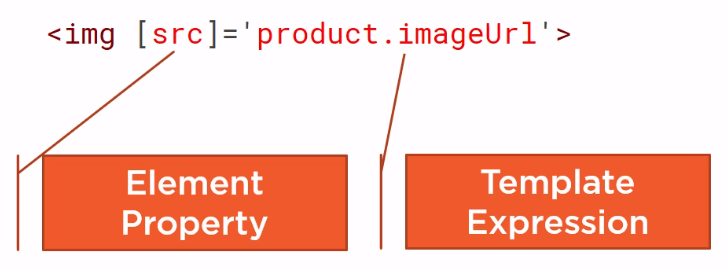 <img [src]='product.imageUrl'>
Element
Property
Template
Expression